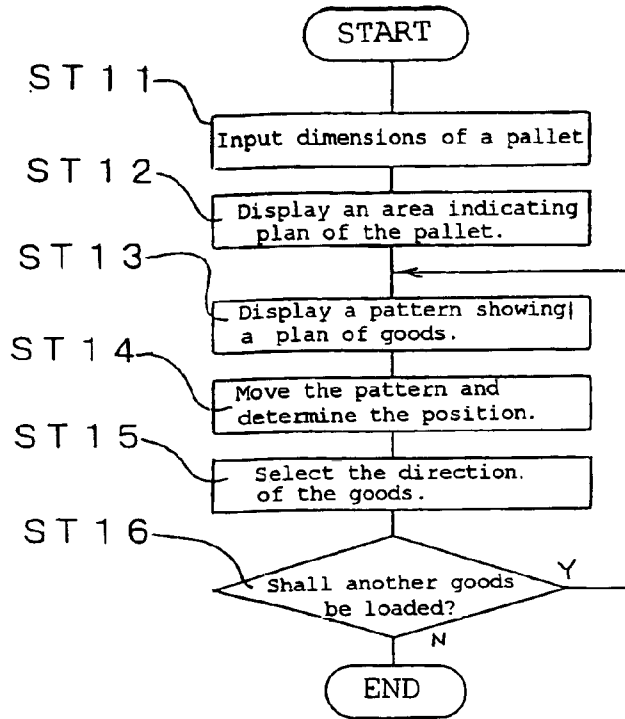 START
ST11
Input dimensions of a pallet
ST12
Display an area indicating
plan of the pallet.
ST13
Display a pattern showing
a plan of goods.
ST14
Move the pattern and
determine the position.
ST15
Select the direction.
of the goods.
ST16
Shall another goods
be loaded?
Y
N
END